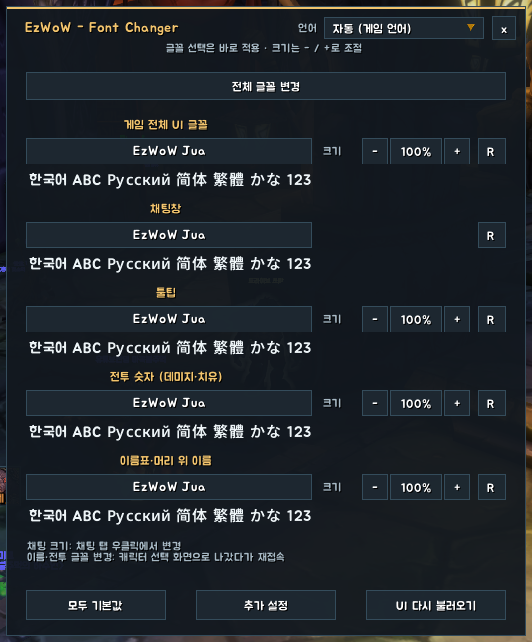 EzWoW - Font Changer
언어 자동 (게임 언어) x
글꼴 선택은 바로 적용 · 크기는 - / +로 조절
전체 글꼴 변경
게임 전체 UI 글꼴
EzWoW Jua 크기 - 100% + R
한국어 ABC Русский 简体 繁體 かな 123
채팅창
EzWoW Jua R
한국어 ABC Русский 简体 繁體 かな 123
툴팁
EzWoW Jua 크기 - 100% + R
한국어 ABC Русский 简体 繁體 かな 123
전투 숫자 (데미지·치유)
EzWoW Jua 크기 - 100% + R
한국어 ABC Русский 简体 繁體 かな 123
이름표·머리 위 이름
EzWoW Jua 크기 - 100% + R
한국어 ABC Русский 简体 繁體 かな 123
채팅 크기: 채팅 탭 우클릭에서 변경
이름·전투 글꼴 변경: 캐릭터 선택 화면으로 나갔다가 재접속
모두 기본값 추가 설정 UI 다시 불러오기